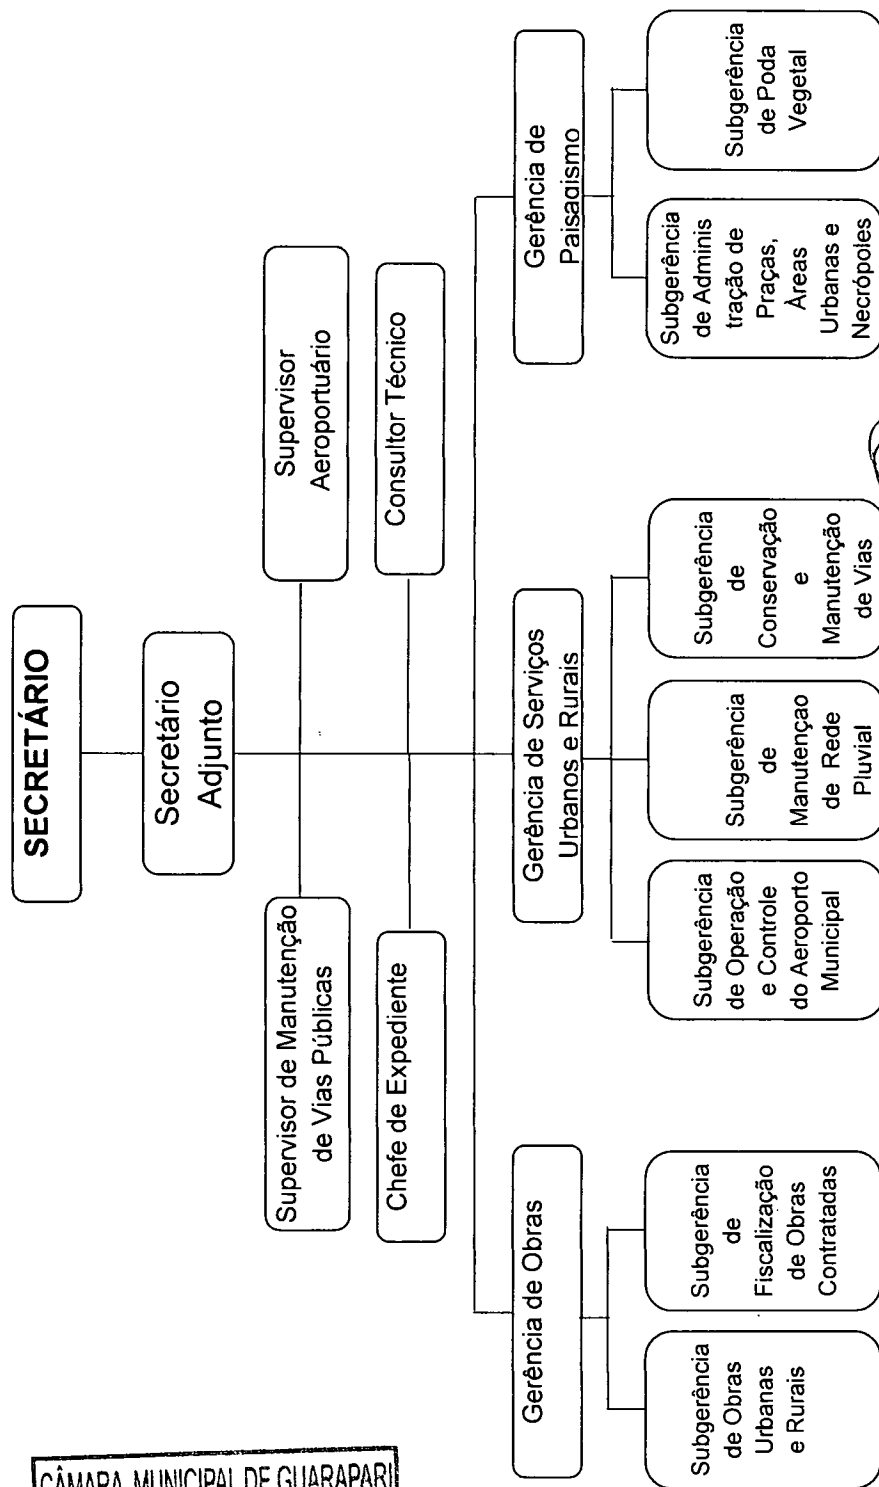 SECRETÁRIO
Secretário
Adjunto
Supervisor de Manutenção
de Vias Públicas
Supervisor
Aeroportuário
Chefe de Expediente
Consultor Técnico
Gerência de Obras
Gerência de Serviços
Urbanos e Rurais
Gerência de
Paisagismo
Subgerência
de Obras
Urbanas
e Rurais
Subgerência
de
Fiscalização
de Obras
Contratadas
Subgerência
de Operação
e Controle
do Aeroporto
Municipal
Subgerência
de
Manutenção
de Rede
Pluvial
Subgerência
de
Conservação
e
Manutenção
de Vias
Subgerência
de Adminis
tração de
Praças,
Àreas
Urbanas e
Necrópoles
Subgerência
de Poda
Vegetal
CÂMARA MUNICIPAL DE GUARAPARI